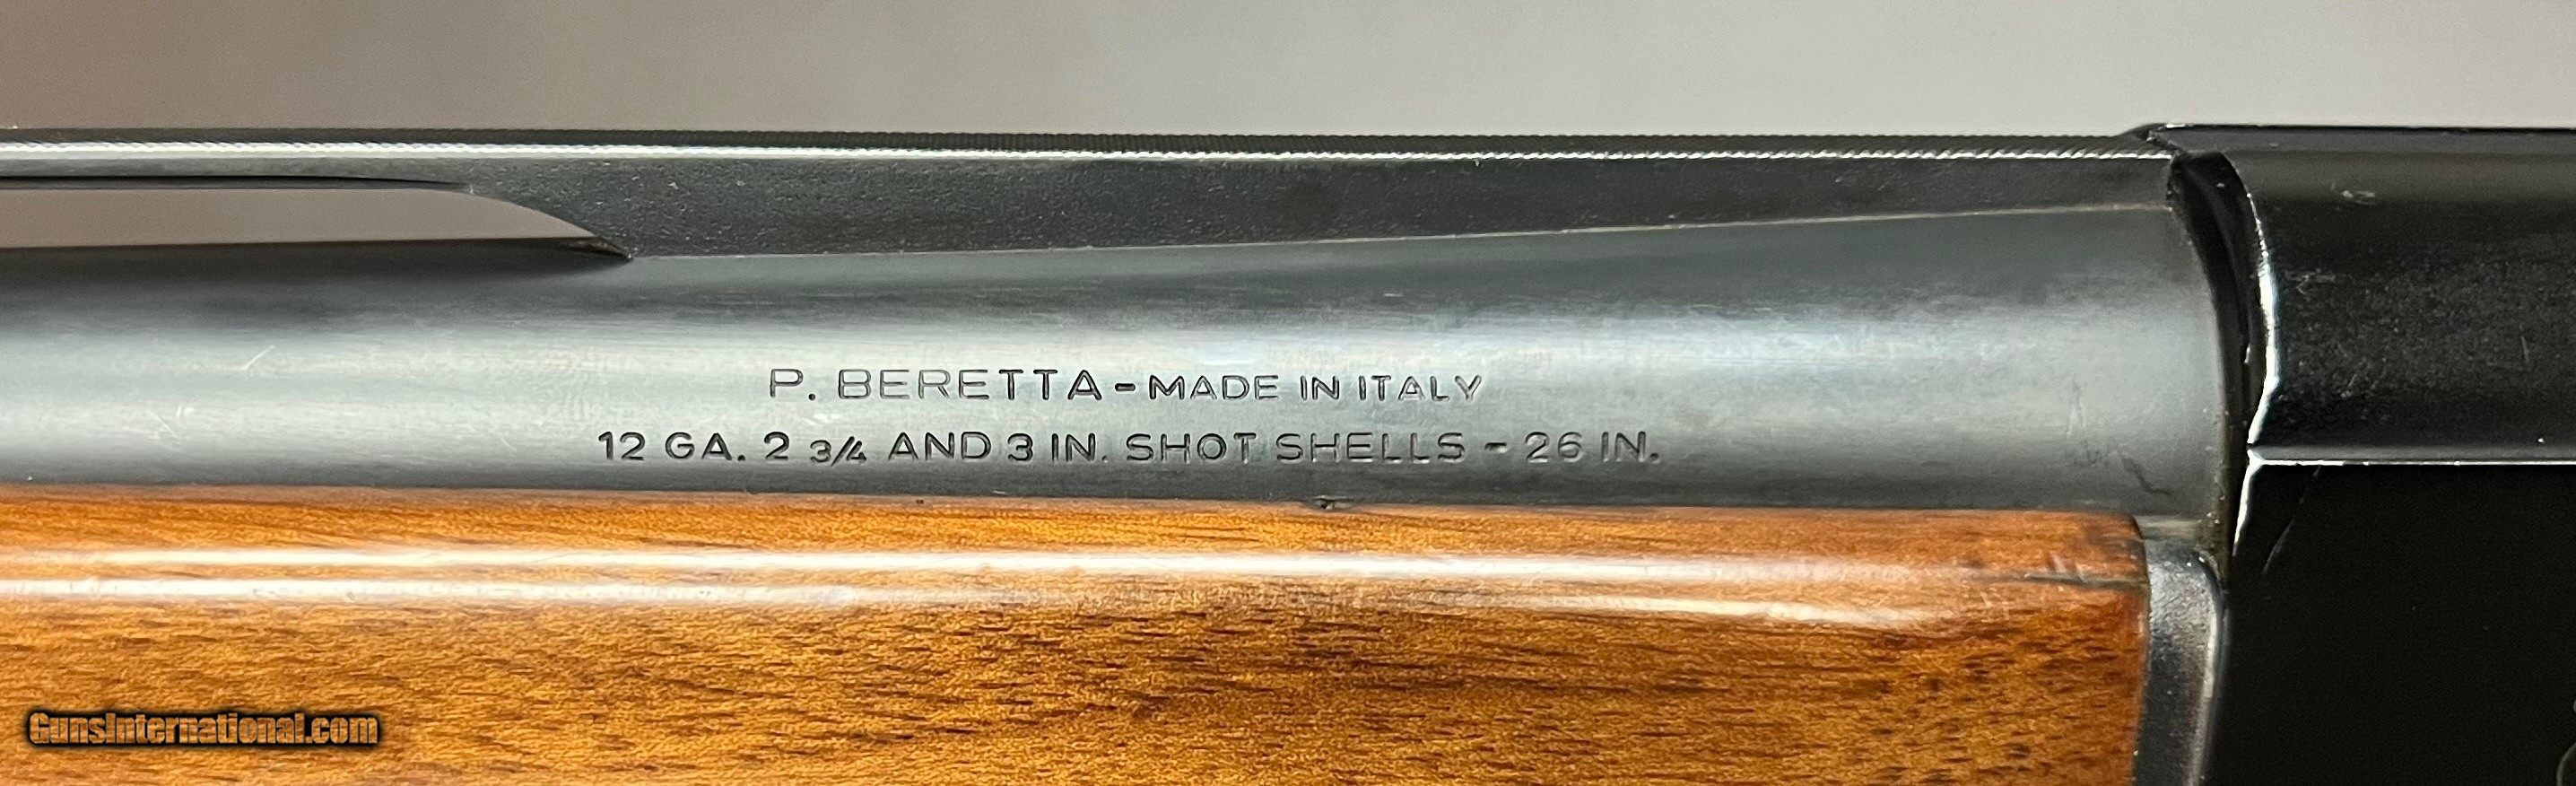 P. BERETTA - MADE IN ITALY
12 GA. 2 3/4 AND 3 IN. SHOT SHELLS - 26 IN.
GunsInternational.com